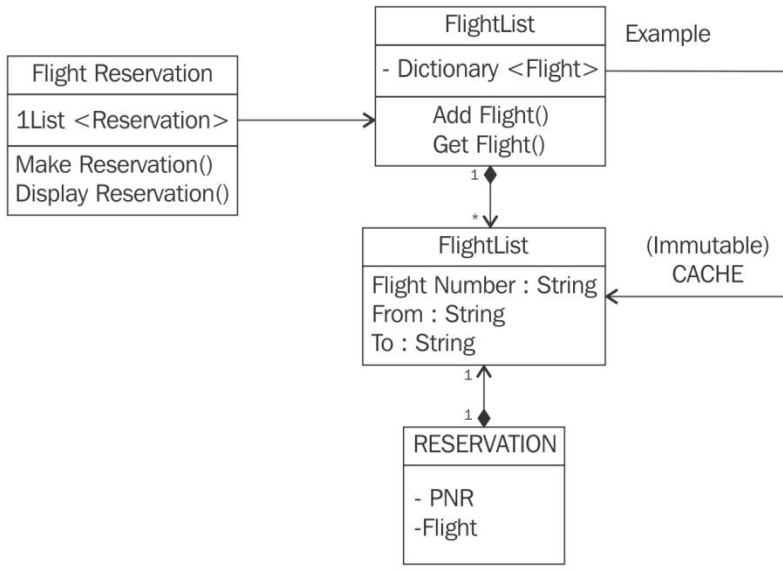 FlightList
- Dictionary <Flight>
Add Flight()
Get Flight()
Example
Flight Reservation
1List <Reservation>
Make Reservation()
Display Reservation()
1
*
FlightList
Flight Number : String
From : String
To : String
(Immutable)
CACHE
1
1
RESERVATION
- PNR
-Flight